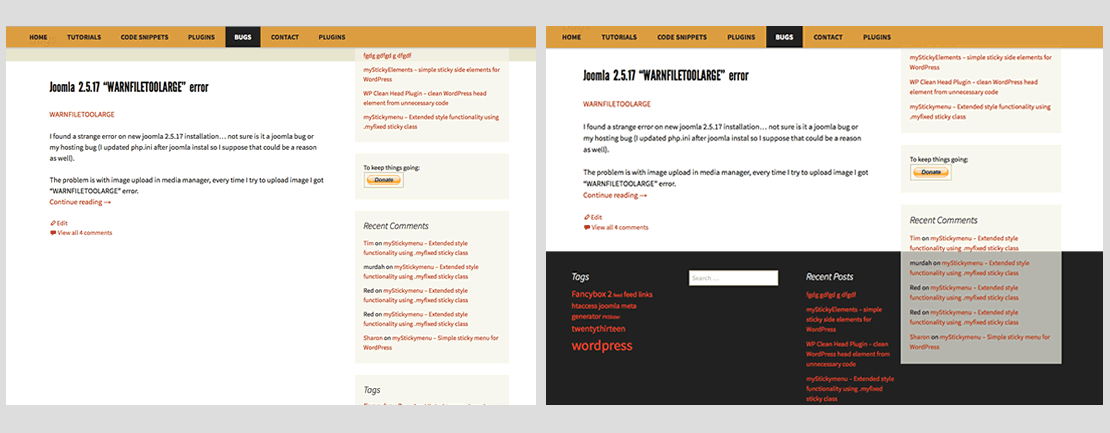 HOME TUTORIALS CODE SNIPPETS PLUGINS BUGS CONTACT PLUGINS
Joomla 2.5.17 “WARNFILETOOLARGE” error
WARNFILETOOLARGE
I found a strange error on new joomla 2.5.17 installation… not sure is it a joomla bug or
my hosting bug (I updated php.ini after joomla instal so I suppose that could be a reason
as well).
The problem is with image upload in media manager, every time I try to upload image I got
“WARNFILETOOLARGE” error.
Continue reading →
Edit
View all 4 comments
fgdg gdfgd g dfgdf
myStickyElements – simple sticky side elements for
WordPress
WP Clean Head Plugin – clean WordPress head
element from unnecessary code
myStickymenu – Extended style functionality using
.myfixed sticky class
To keep things going:
Donate
Recent Comments
Tim on myStickymenu – Extended style
functionality using .myfixed sticky class
murdah on myStickymenu – Extended style
functionality using .myfixed sticky class
Red on myStickymenu – Extended style
functionality using .myfixed sticky class
Red on myStickymenu – Extended style
functionality using .myfixed sticky class
Sharon on myStickymenu – Simple sticky menu for
WordPress
Tags
HOME TUTORIALS CODE SNIPPETS PLUGINS BUGS CONTACT PLUGINS
Joomla 2.5.17 “WARNFILETOOLARGE” error
WARNFILETOOLARGE
I found a strange error on new joomla 2.5.17 installation… not sure is it a joomla bug or
my hosting bug (I updated php.ini after joomla instal so I suppose that could be a reason
as well).
The problem is with image upload in media manager, every time I try to upload image I got
“WARNFILETOOLARGE” error.
Continue reading →
Edit
View all 4 comments
myStickyElements – simple sticky side elements for
WordPress
WP Clean Head Plugin – clean WordPress head
element from unnecessary code
myStickymenu – Extended style functionality using
.myfixed sticky class
To keep things going:
Donate
Recent Comments
Tim on myStickymenu – Extended style
functionality using .myfixed sticky class
murdah on myStickymenu – Extended style
functionality using .myfixed sticky class
Red on myStickymenu – Extended style
functionality using .myfixed sticky class
Red on myStickymenu – Extended style
functionality using .myfixed sticky class
Sharon on myStickymenu – Simple sticky menu for
WordPress
Tags
Fancybox 2 feed feed links
htaccess joomla meta
generator
twentythirteen
wordpress
Search …
Recent Posts
fgdg gdfgd g dfgdf
myStickyElements – simple
sticky side elements for
WordPress
WP Clean Head Plugin – clean
WordPress head element from
unnecessary code
myStickymenu – Extended style
functionality using .myfixed
sticky class